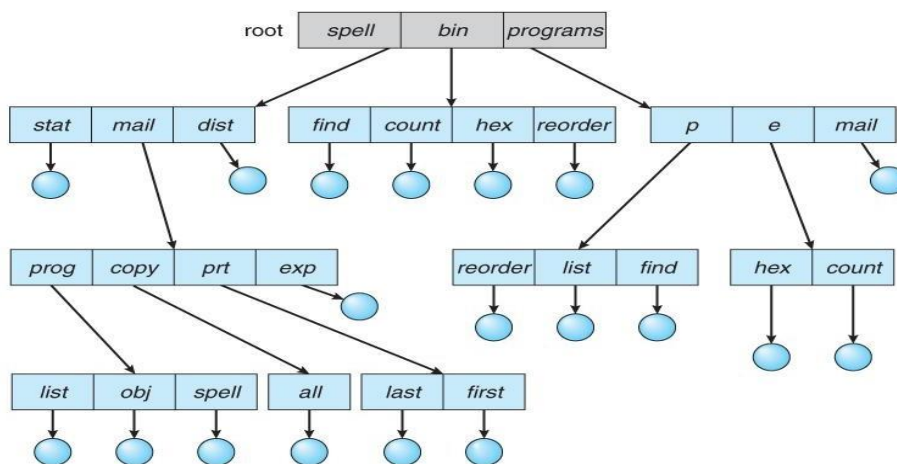 root spell bin programs
stat mail dist find count hex reorder p e mail
prog copy prt exp reorder list find hex count
list obj spell all last first